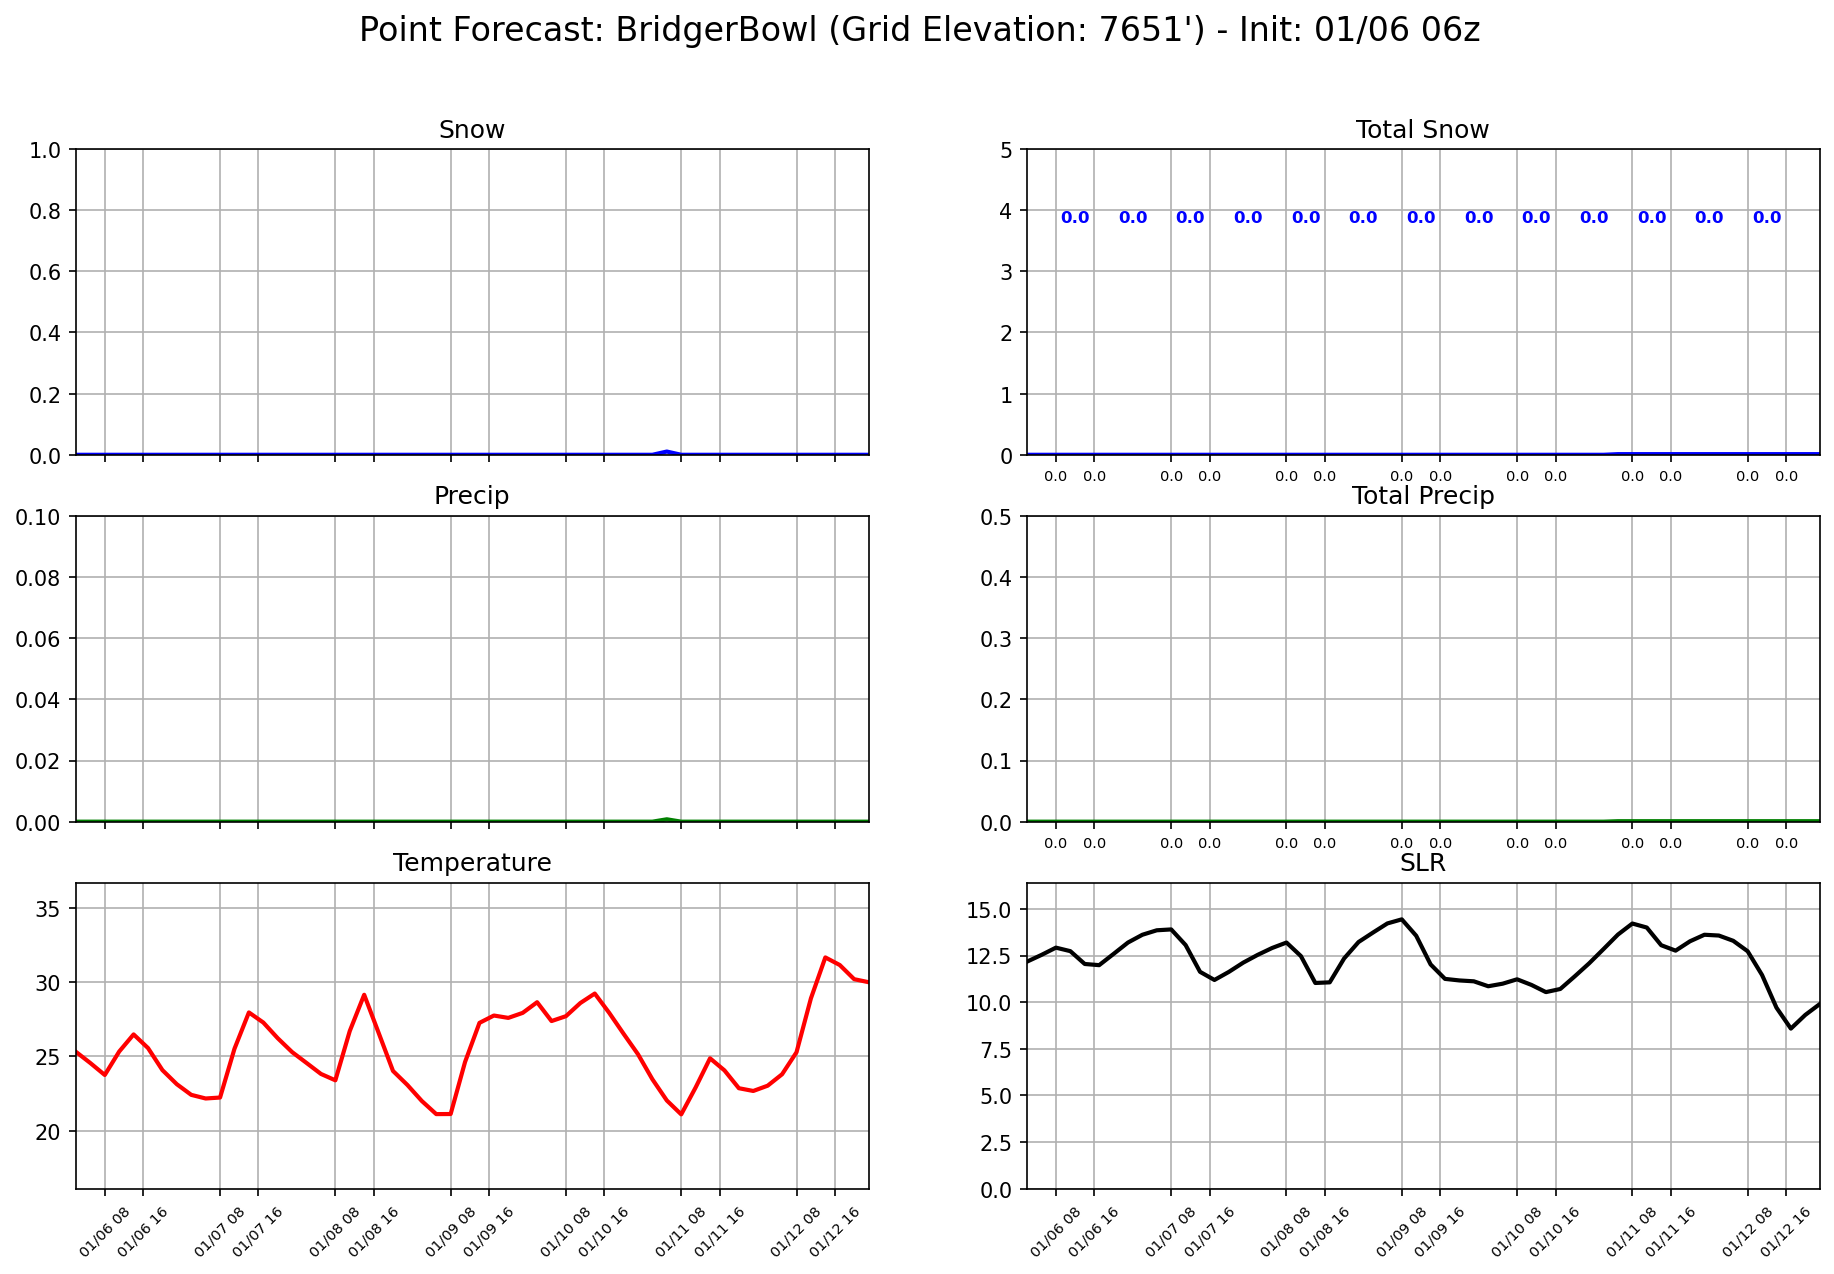 Point Forecast: BridgerBowl (Grid Elevation: 7651') - Init: 01/06 06z
Snow
1.0
0.8
0.6
0.4
0.2
0.0
Total Snow
5
4
3
2
1
0
0.0 0.0 0.0 0.0 0.0 0.0 0.0 0.0 0.0 0.0 0.0 0.0 0.0
0.0 0.0 0.0 0.0 0.0 0.0 0.0 0.0 0.0 0.0 0.0 0.0 0.0 0.0
Precip
0.10
0.08
0.06
0.04
0.02
0.00
Total Precip
0.5
0.4
0.3
0.2
0.1
0.0
0.0 0.0 0.0 0.0 0.0 0.0 0.0 0.0 0.0 0.0 0.0 0.0 0.0 0.0
Temperature
35
30
25
20
01/06 08 01/06 16 01/07 08 01/07 16 01/08 08 01/08 16 01/09 08 01/09 16 01/10 08 01/10 16 01/11 08 01/11 16 01/12 08 01/12 16
SLR
15.0
12.5
10.0
7.5
5.0
2.5
0.0
01/06 08 01/06 16 01/07 08 01/07 16 01/08 08 01/08 16 01/09 08 01/09 16 01/10 08 01/10 16 01/11 08 01/11 16 01/12 08 01/12 16